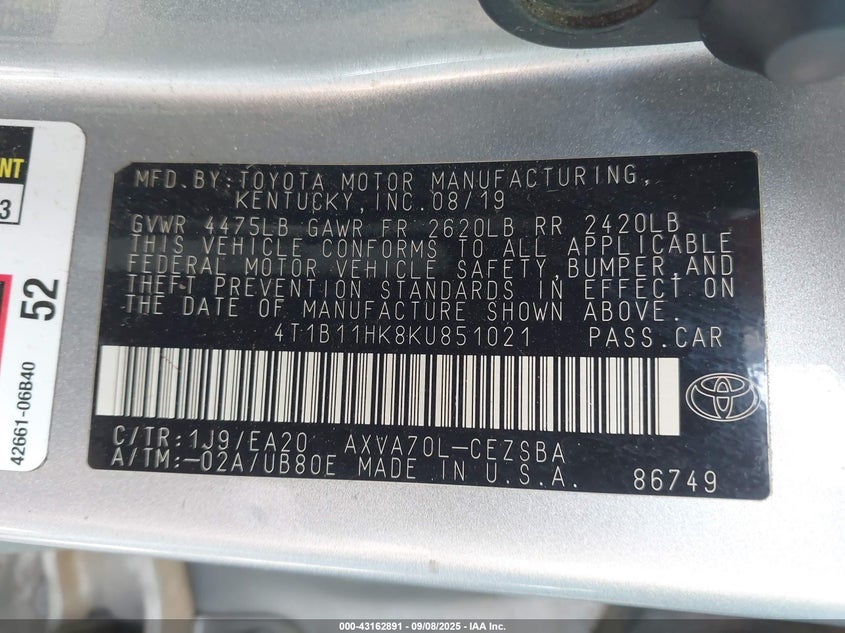 NT
3
52
42661-06B40
MFD.BY:TOYOTA MOTOR MANUFACTURING,
KENTUCKY,INC.08/19
GVWR 4475LB GAWR FR 2620LB RR 2420LB
THIS VEHICLE CONFORMS TO ALL APPLICABLE
FEDERAL MOTOR VEHICLE SAFETY,BUMPER,AND
THEFT PREVENTION STANDARDS IN EFFECT ON
THE DATE OF MANUFACTURE SHOWN ABOVE.
4T1B11HK8KU851021 PASS.CAR
C/TR:1J9/EA20 AXVA70L-CEZSBA
A/TM:-02A/UB80E MADE IN U.S.A. 86749
000-43162891 - 09/08/2025 - IAA Inc.